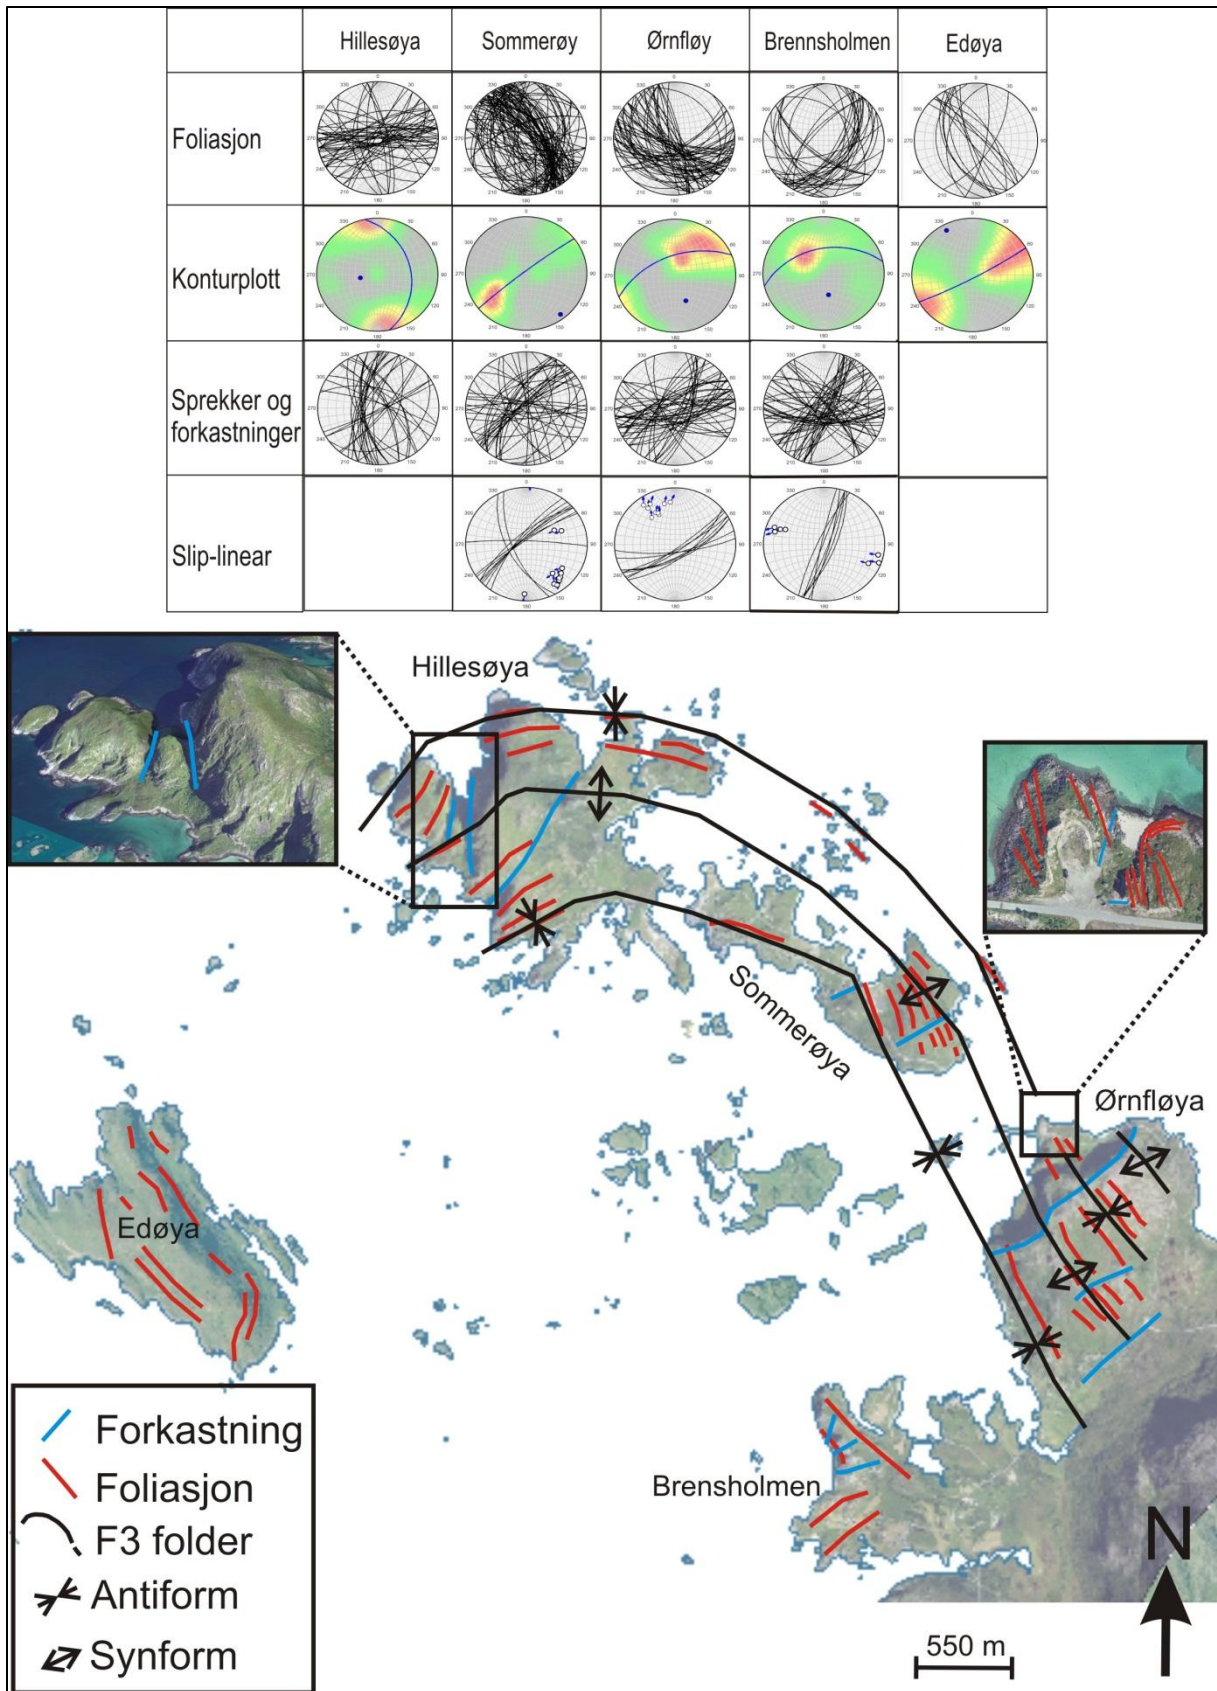 Hillesøya Sommerøy Ørnfløy Brennsholmen Edøya
Foliasjon
Konturplott
Sprekker og
forkastninger
Slip-linear
Hillesøya
Sommerøya
Ørnfløya
Edøya
Brensholmen
Forkastning
Foliasjon
F3 folder
Antiform
Synform
N
550 m